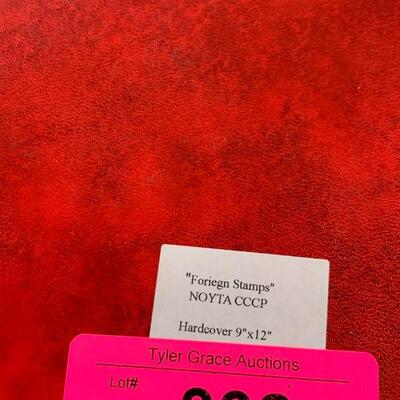 "Foriegn Stamps"
NOYTA CCCP
Hardcover 9"x12"
Tyler Grace Auctions
Lot#